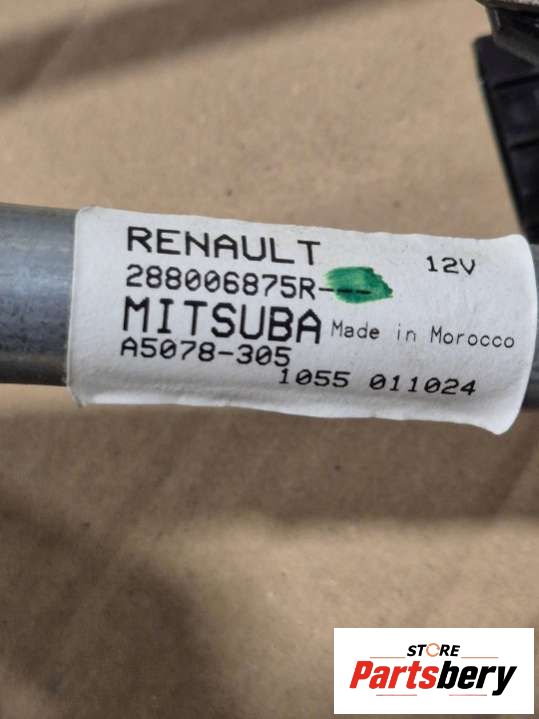 RENAULT 12V
288006875R---
MITSUBA Made in Morocco
A5078-305
1055 011024
STORE
Partsbery